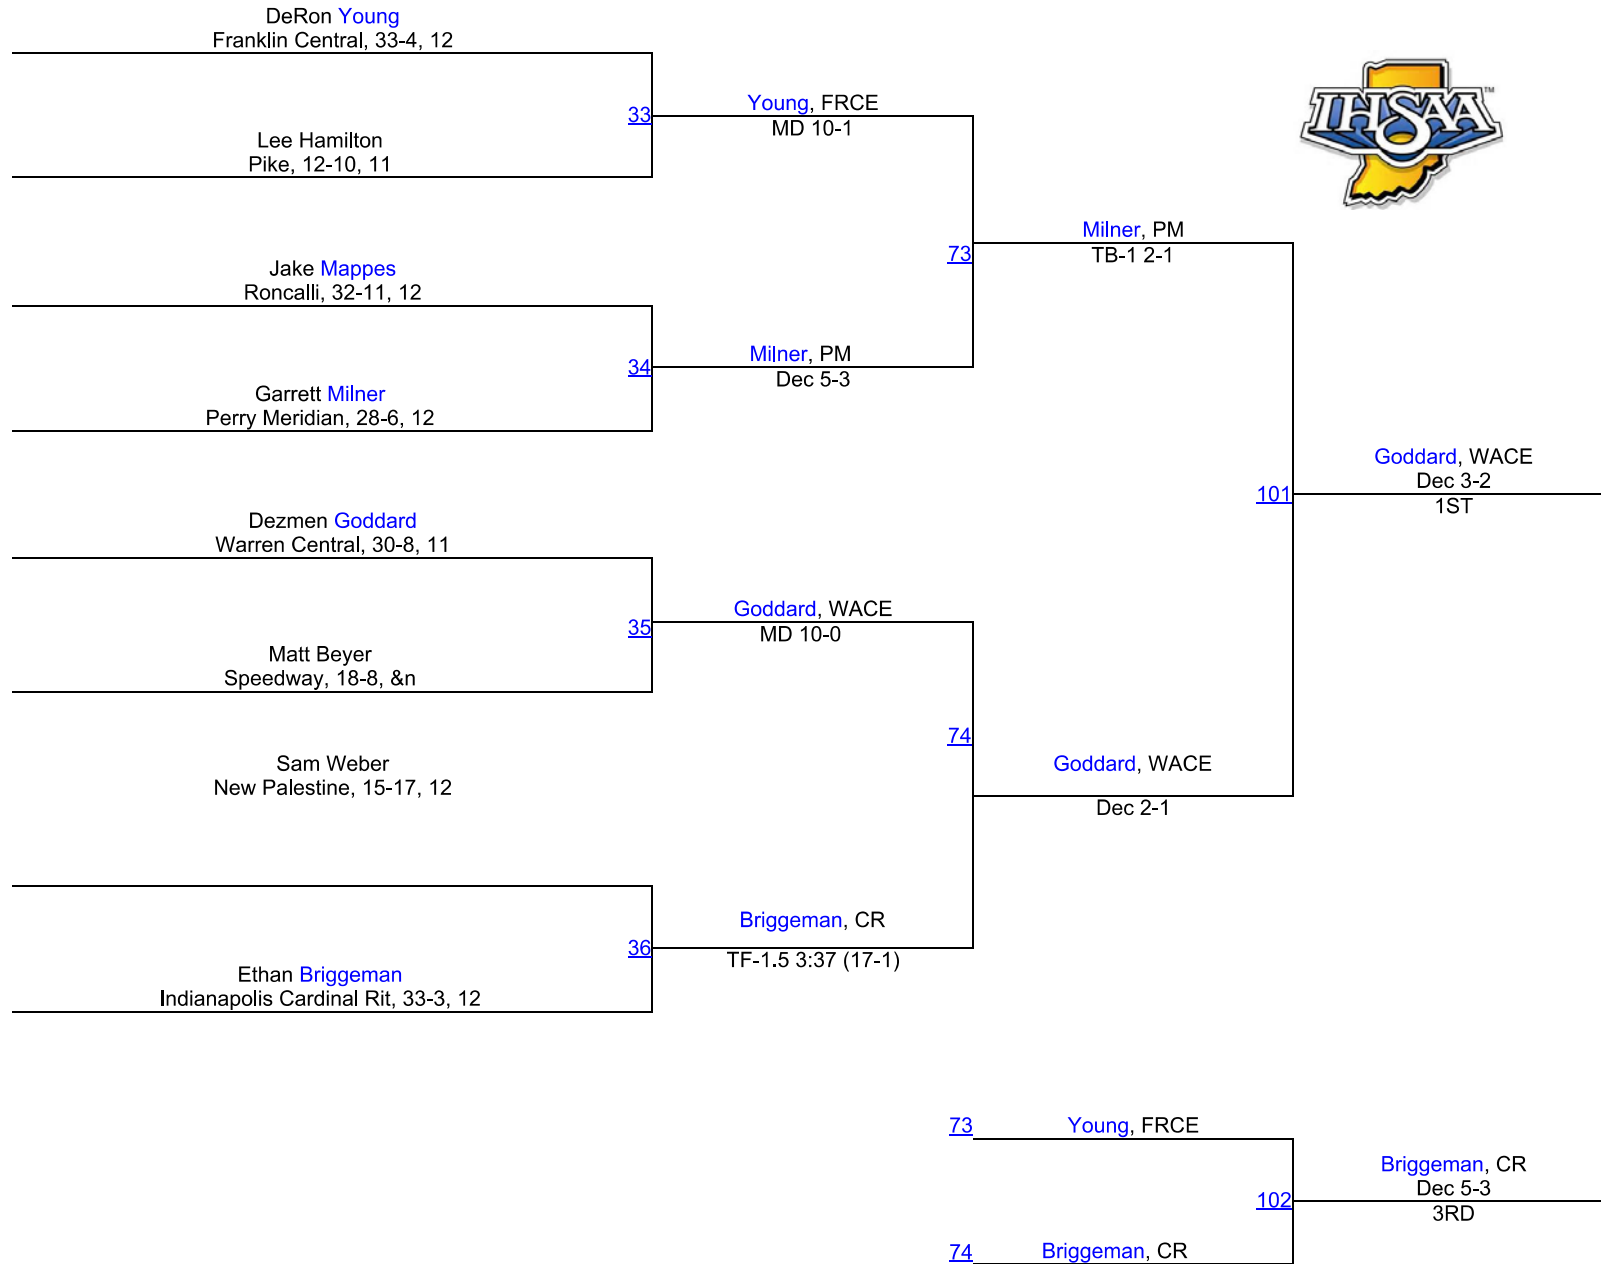 DeRon Young
Franklin Central, 33-4, 12
33
Lee Hamilton
Pike, 12-10, 11
Young, FRCE
MD 10-1
IHSAA™
Jake Mappes
Roncalli, 32-11, 12
73
Milner, PM
TB-1 2-1
34
Garrett Milner
Perry Meridian, 28-6, 12
Milner, PM
Dec 5-3
Dezmen Goddard
Warren Central, 30-8, 11
101
Goddard, WACE
Dec 3-2
1ST
35
Matt Beyer
Speedway, 18-8, &n
Goddard, WACE
MD 10-0
Sam Weber
New Palestine, 15-17, 12
74
Goddard, WACE
Dec 2-1
36
Ethan Briggeman
Indianapolis Cardinal Rit, 33-3, 12
Briggeman, CR
TF-1.5 3:37 (17-1)
73
Young, FRCE
102
Briggeman, CR
Dec 5-3
3RD
74
Briggeman, CR